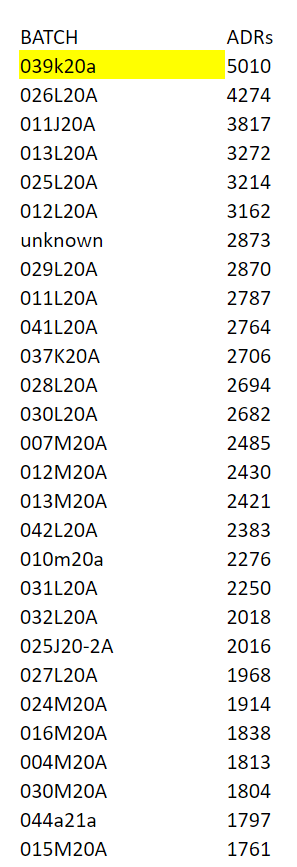 BATCH ADRs
039k20a 5010
026L20A 4274
011J20A 3817
013L20A 3272
025L20A 3214
012L20A 3162
unknown 2873
029L20A 2870
011L20A 2787
041L20A 2764
037K20A 2706
028L20A 2694
030L20A 2682
007M20A 2485
012M20A 2430
013M20A 2421
042L20A 2383
010m20a 2276
031L20A 2250
032L20A 2018
025J20-2A 2016
027L20A 1968
024M20A 1914
016M20A 1838
004M20A 1813
030M20A 1804
044a21a 1797
015M20A 1761